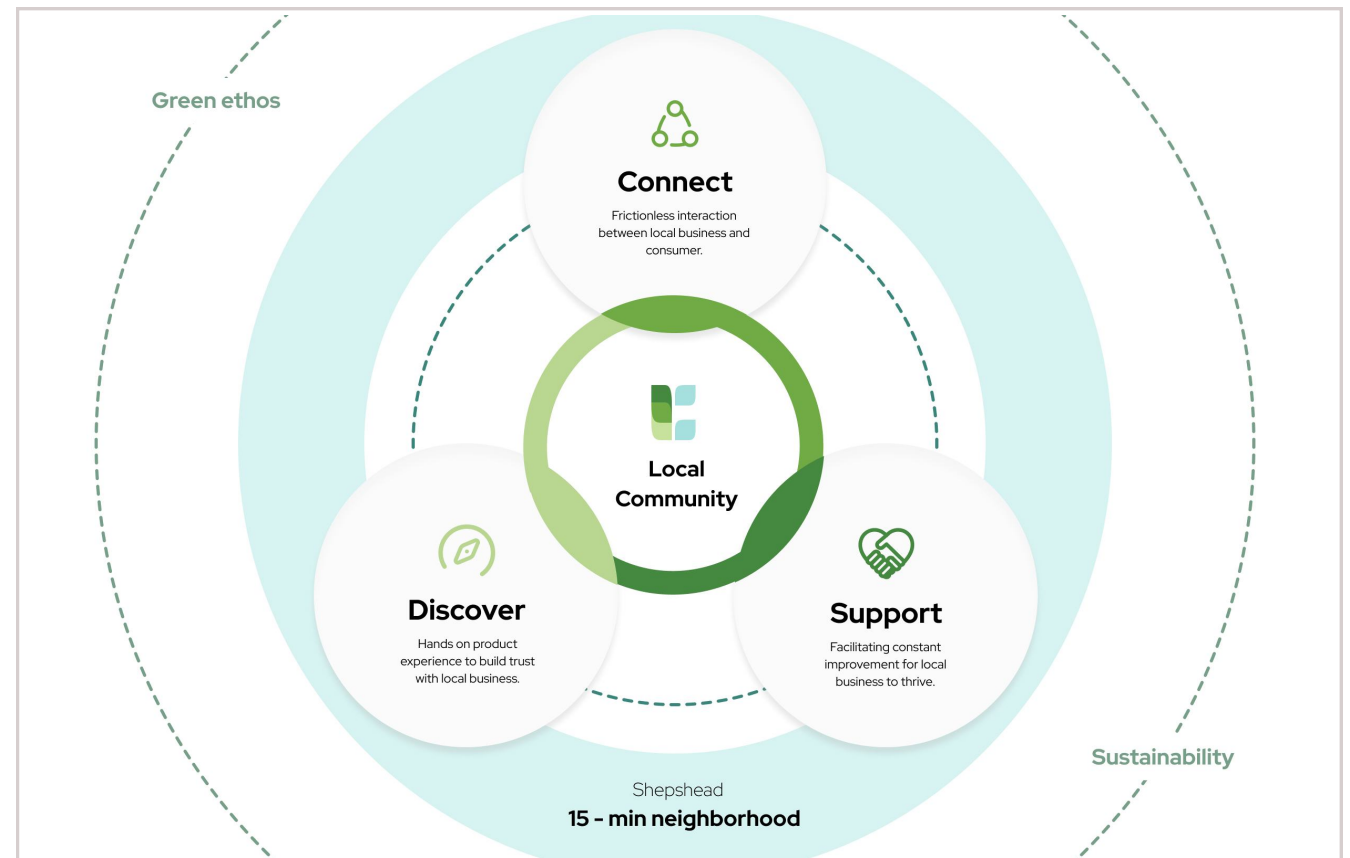 Green ethos
Connect
Frictionless interaction
between local business and
consumer.
Local
Community
Discover
Hands on product
experience to build trust
with local business.
Support
Facilitating constant
improvement for local
business to thrive.
Sustainability
Shepshead
15 - min neighborhood